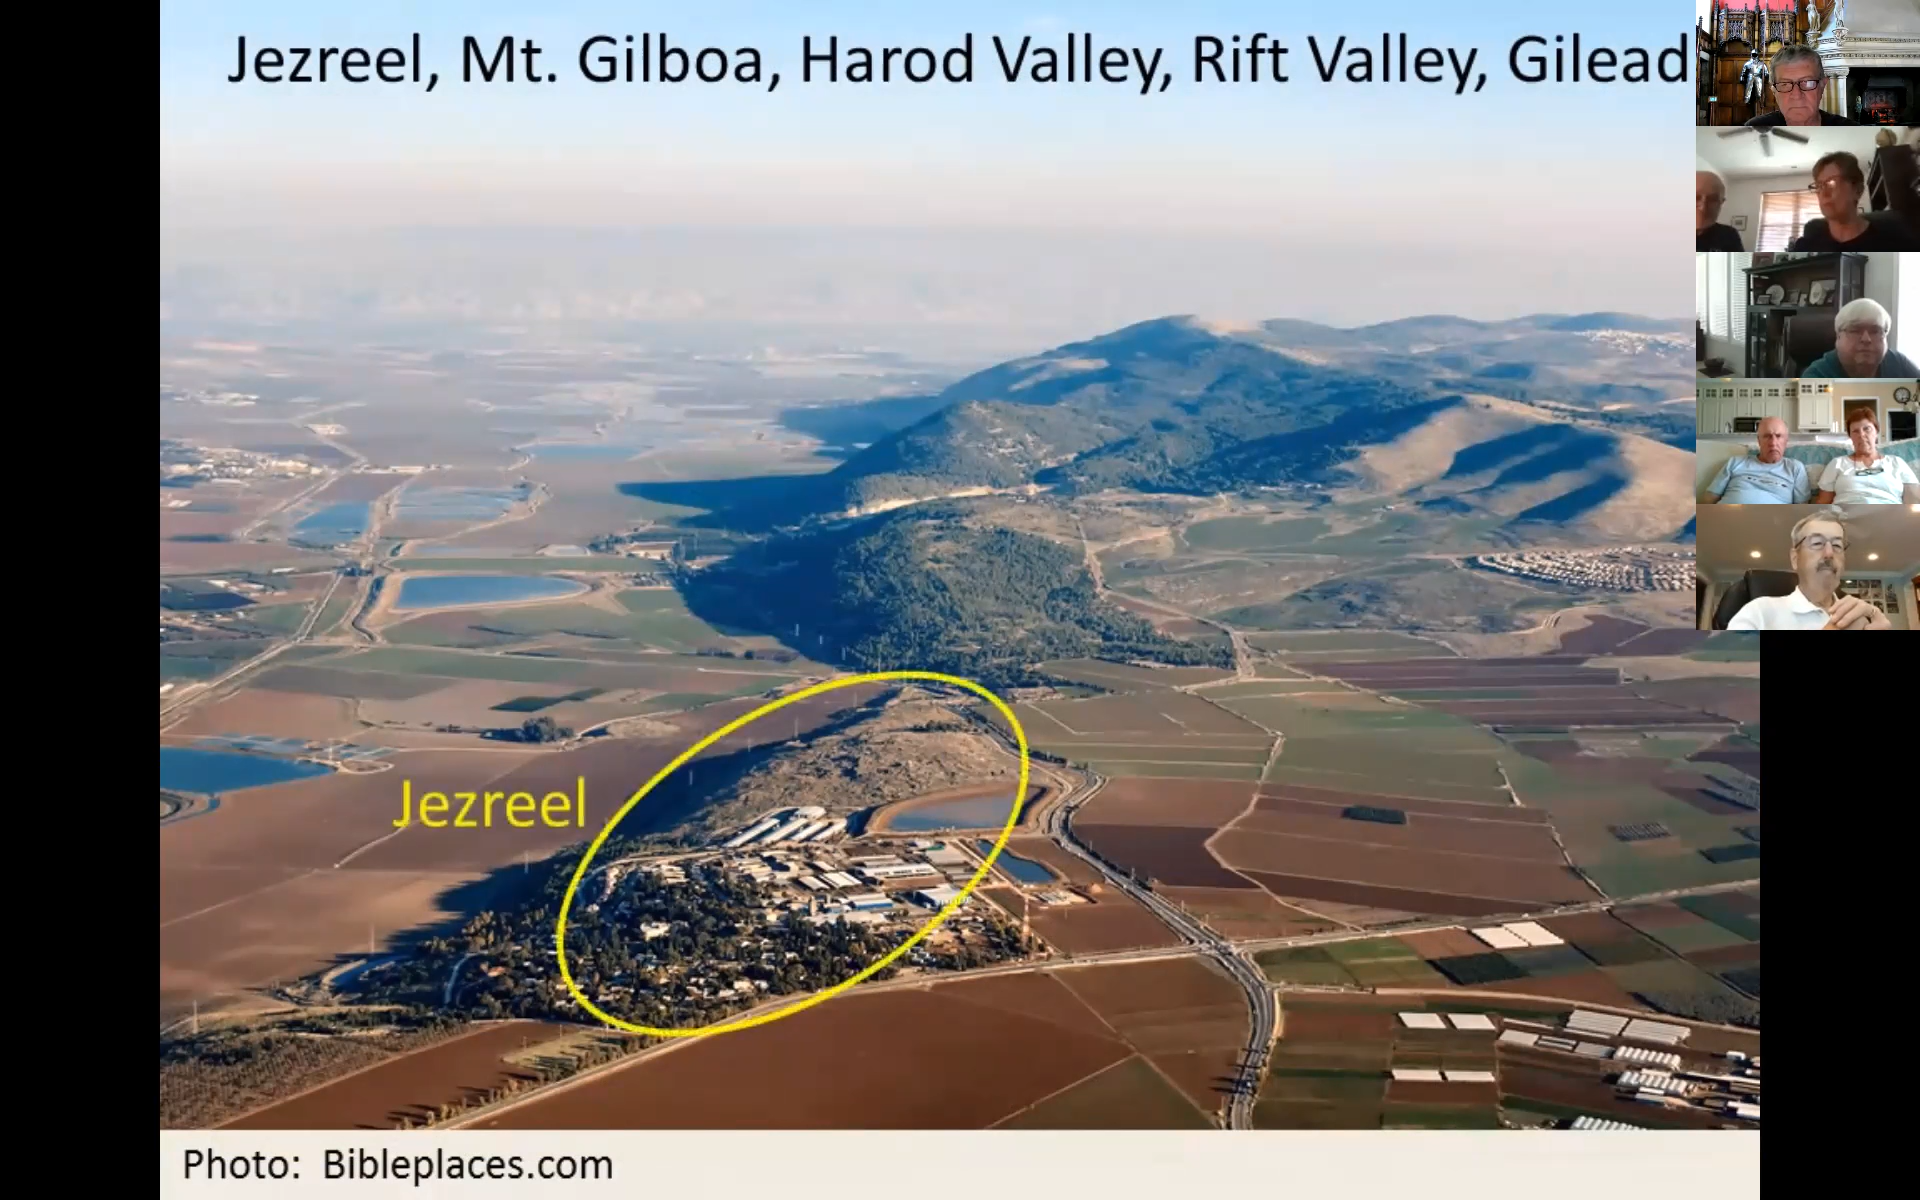 Jezreel, Mt. Gilboa, Harod Valley, Rift Valley, Gilead
Jezreel
Photo: Bibleplaces.com